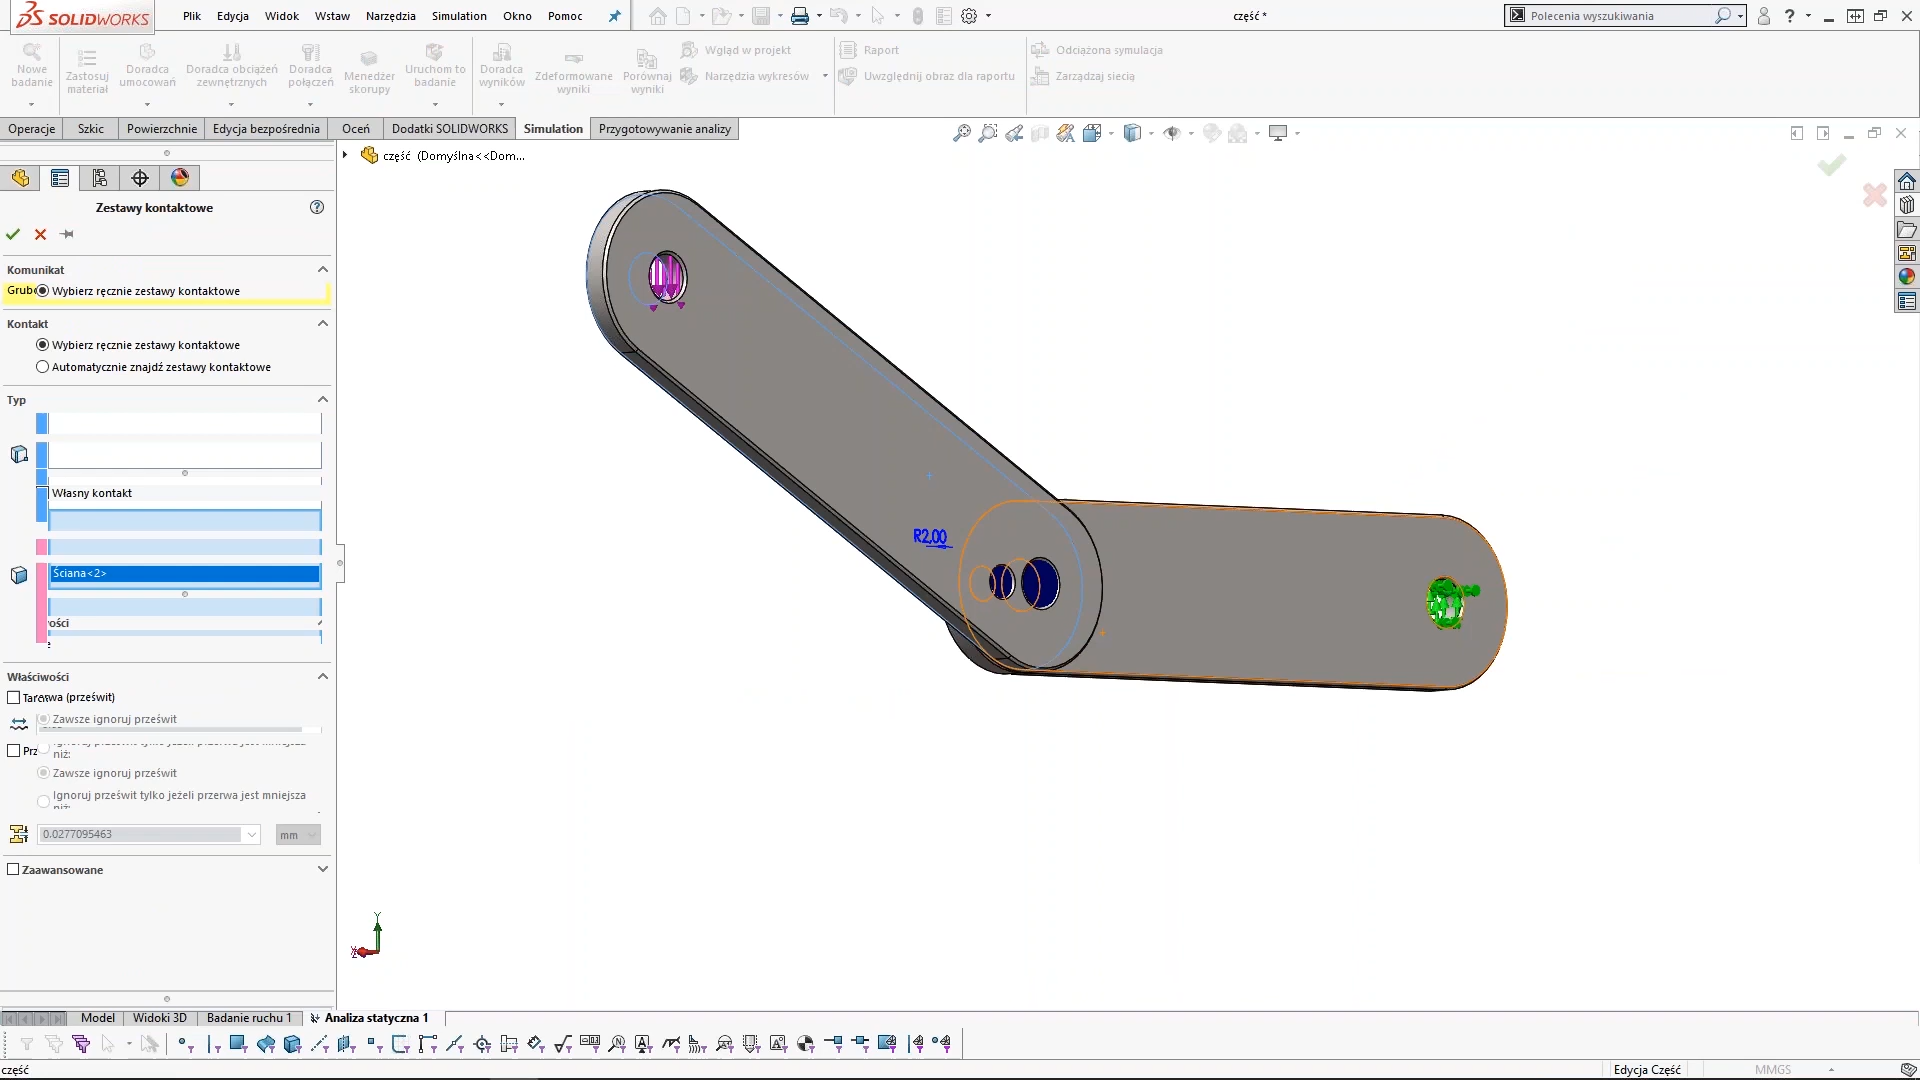 SOLIDWORKS
Plik Edycja Widok Wstaw Narzędzia Simulation Okno Pomoc
część *
Polecenia wyszukiwania
Nowe badanie
Zastosuj materiał
Doradca umocowań
Doradca obciążeń zewnętrznych
Doradca połączeń
Menedżer skorupy
Uruchom to badanie
Doradca wyników
Zdeformowane wyniki
Porównaj wyniki
Wgląd w projekt
Narzędzia wykresów
Raport
Uwzględnij obraz dla raportu
Odciążona symulacja
Zarządzaj siecią
Operacje Szkic Powierzchnie Edycja bezpośrednia Oceń Dodatki SOLIDWORKS Simulation Przygotowywanie analizy
część (Domyślna<<Dom...
Zestawy kontaktowe
Komunikat
Wybierz ręcznie zestawy kontaktowe
Kontakt
Wybierz ręcznie zestawy kontaktowe
Automatycznie znajdź zestawy kontaktowe
Typ
Własny kontakt
Ściana<2>
ości
Właściwości
(prześwit)
Zawsze ignoruj prześwit
niż:
Zawsze ignoruj prześwit
Ignoruj prześwit tylko jeżeli przerwa jest mniejsza
niż:
0.0277095463 mm
Zaawansowane
R2,00
Y
Model Widoki 3D Badanie ruchu 1 Analiza statyczna 1
część
Edycja Część
MMGS